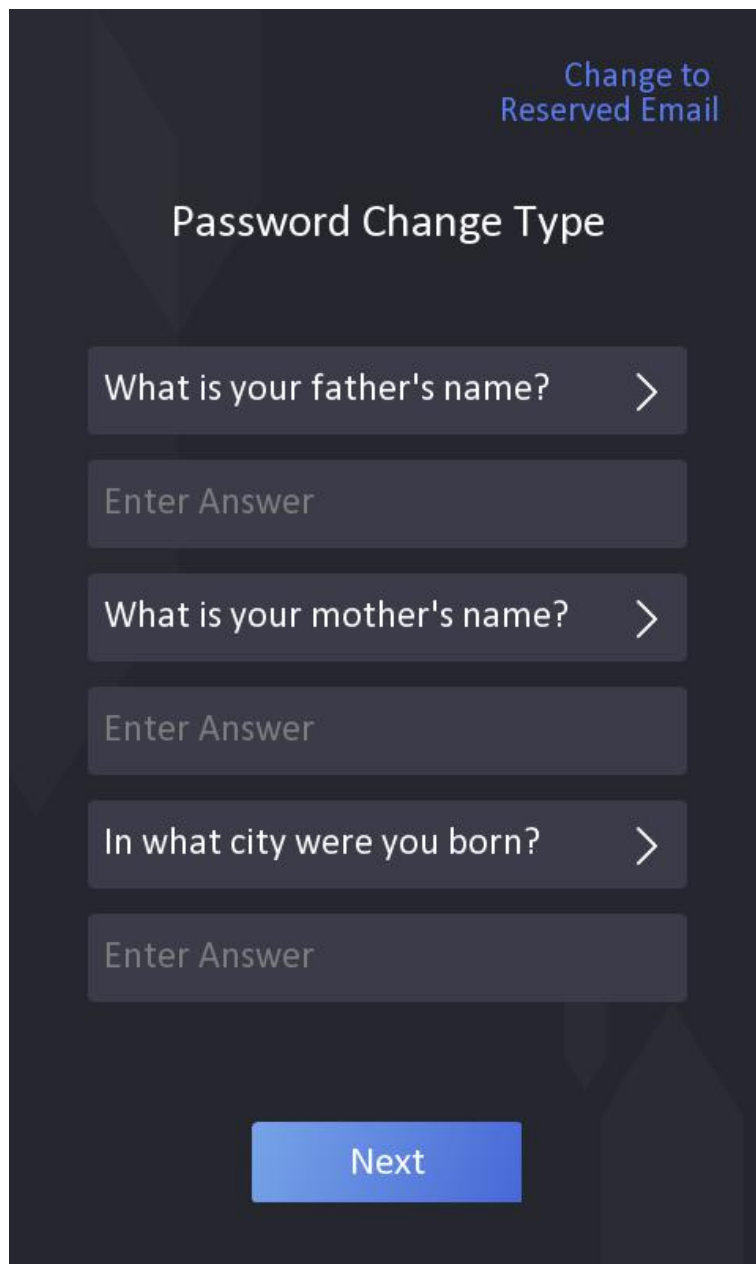 Change to
Reserved Email
Password Change Type
What is your father's name?
Enter Answer
What is your mother's name?
Enter Answer
In what city were you born?
Enter Answer
Next